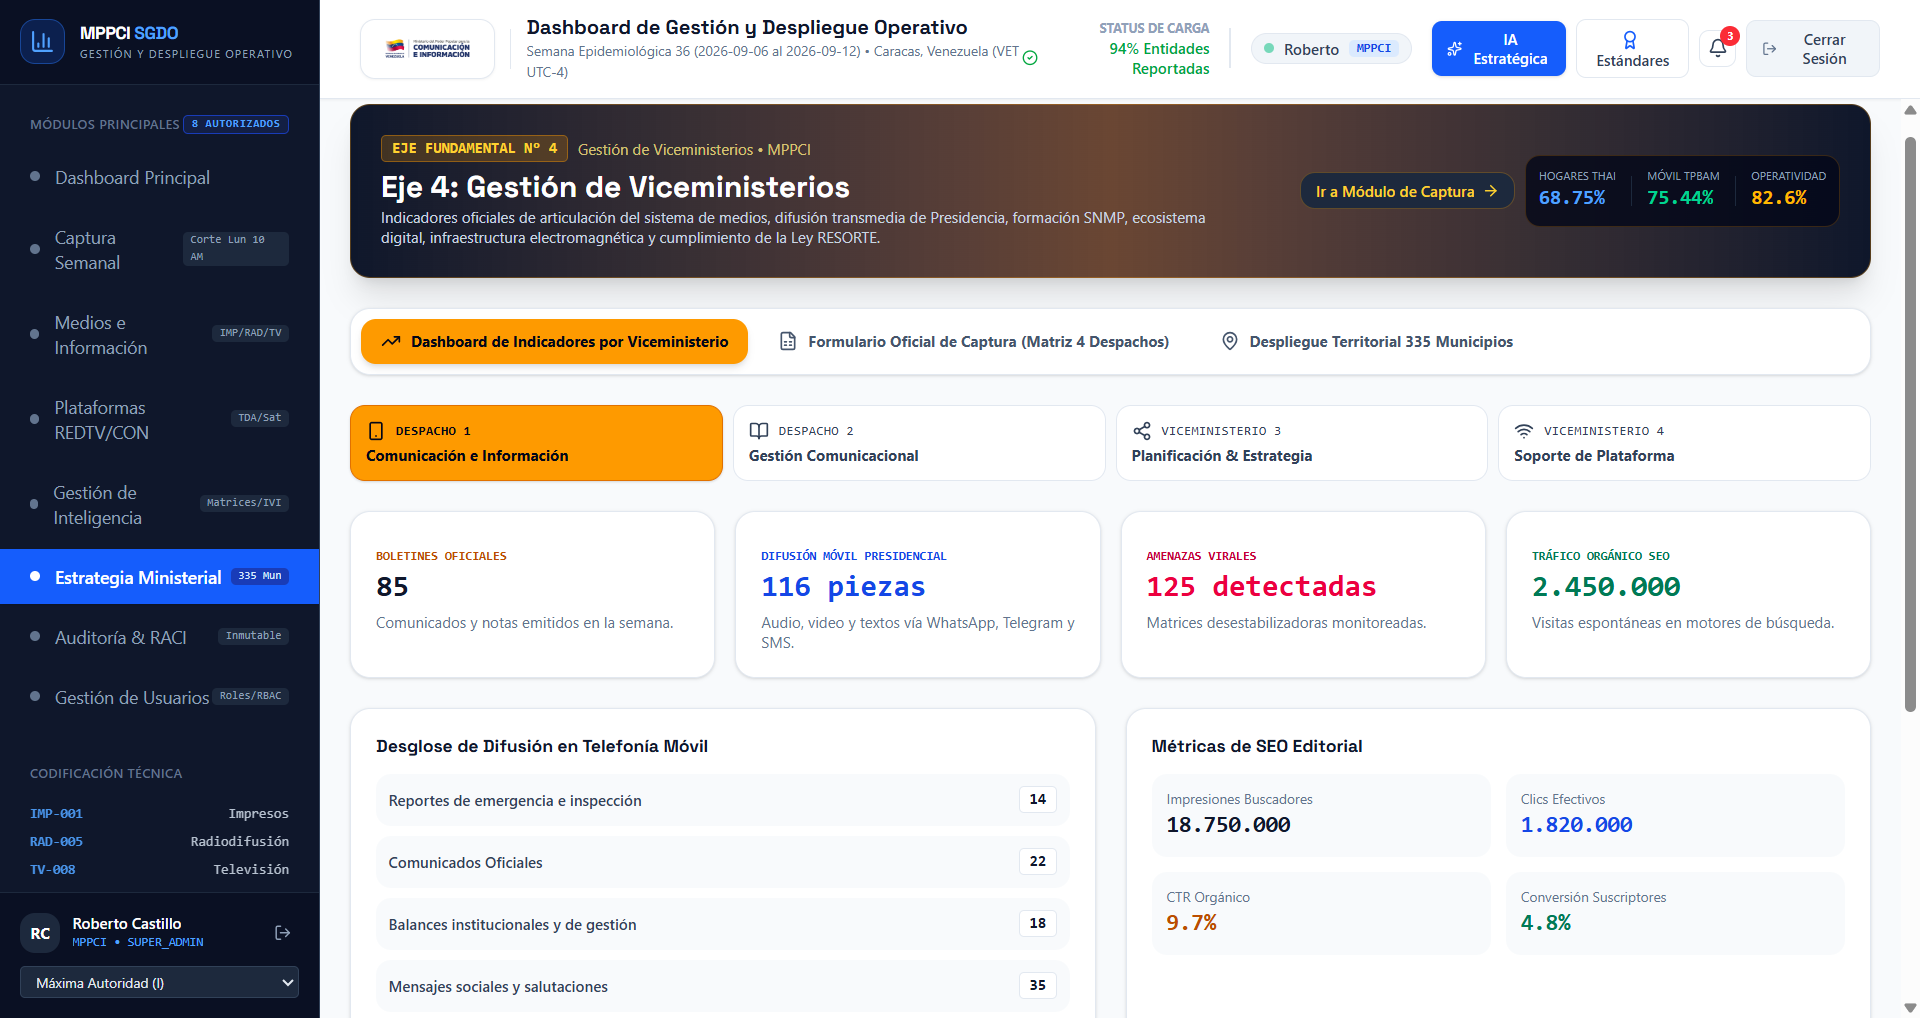 MPPCI SGDO
GESTIÓN Y DESPLIEGUE OPERATIVO
MÓDULOS PRINCIPALES
8 AUTORIZADOS
Dashboard Principal
Captura
Semanal
Corte Lun 10
AM
Medios e
Información
IMP/RAD/TV
Plataformas
REDTV/CON
TDA/Sat
Gestión de
Inteligencia
Matrices/IVI
Estrategia Ministerial
335 Mun
Auditoría & RACI
Inmutable
Gestión de Usuarios
Roles/RBAC
CODIFICACIÓN TÉCNICA
IMP-001 Impresos
RAD-005 Radiodifusión
TV-008 Televisión
RC
Roberto Castillo
MPPCI • SUPER_ADMIN
Máxima Autoridad (I)
COMUNICACIÓN
E INFORMACIÓN
Dashboard de Gestión y Despliegue Operativo
Semana Epidemiológica 36 (2026-09-06 al 2026-09-12) • Caracas, Venezuela (VET
UTC-4)
STATUS DE CARGA
94% Entidades
Reportadas
Roberto MPPCI
IA
Estratégica
Estándares
3
Cerrar
Sesión
EJE FUNDAMENTAL Nº 4
Gestión de Viceministerios • MPPCI
Eje 4: Gestión de Viceministerios
Indicadores oficiales de articulación del sistema de medios, difusión transmedia de Presidencia, formación SNMP, ecosistema
digital, infraestructura electromagnética y cumplimiento de la Ley RESORTE.
Ir a Módulo de Captura →
HOGARES THAI
68.75%
MÓVIL TPBAM
75.44%
OPERATIVIDAD
82.6%
Dashboard de Indicadores por Viceministerio
Formulario Oficial de Captura (Matriz 4 Despachos)
Despliegue Territorial 335 Municipios
DESPACHO 1
Comunicación e Información
DESPACHO 2
Gestión Comunicacional
VICEMINISTERIO 3
Planificación & Estrategia
VICEMINISTERIO 4
Soporte de Plataforma
BOLETINES OFICIALES
85
Comunicados y notas emitidos en la semana.
DIFUSIÓN MÓVIL PRESIDENCIAL
116 piezas
Audio, video y textos vía WhatsApp, Telegram y
SMS.
AMENAZAS VIRALES
125 detectadas
Matrices desestabilizadoras monitoreadas.
TRÁFICO ORGÁNICO SEO
2.450.000
Visitas espontáneas en motores de búsqueda.
Desglose de Difusión en Telefonía Móvil
Reportes de emergencia e inspección 14
Comunicados Oficiales 22
Balances institucionales y de gestión 18
Mensajes sociales y salutaciones 35
Métricas de SEO Editorial
Impresiones Buscadores
18.750.000
Clics Efectivos
1.820.000
CTR Orgánico
9.7%
Conversión Suscriptores
4.8%